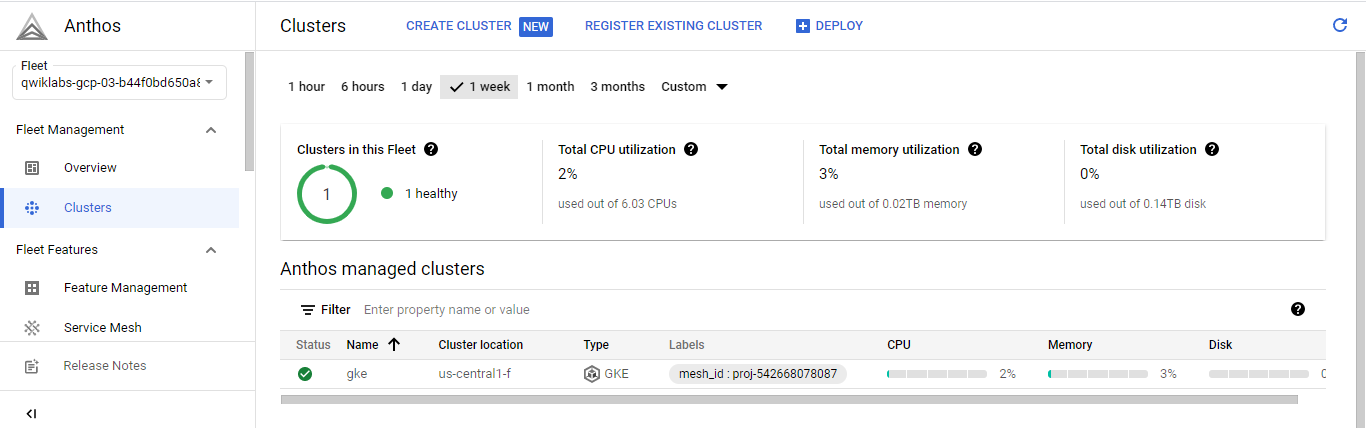 Anthos
Clusters
CREATE CLUSTER NEW
REGISTER EXISTING CLUSTER
DEPLOY
Fleet
qwiklabs-gcp-03-b44f0bd650a8
Fleet Management
Overview
Clusters
Fleet Features
Feature Management
Service Mesh
Release Notes
1 hour 6 hours 1 day 1 week 1 month 3 months Custom
Clusters in this Fleet
1
1 healthy
Total CPU utilization
2%
used out of 6.03 CPUs
Total memory utilization
3%
used out of 0.02TB memory
Total disk utilization
0%
used out of 0.14TB disk
Anthos managed clusters
Filter Enter property name or value
Status Name Cluster location Type Labels CPU Memory Disk
gke us-central1-f GKE mesh_id : proj-542668078087 2% 3%